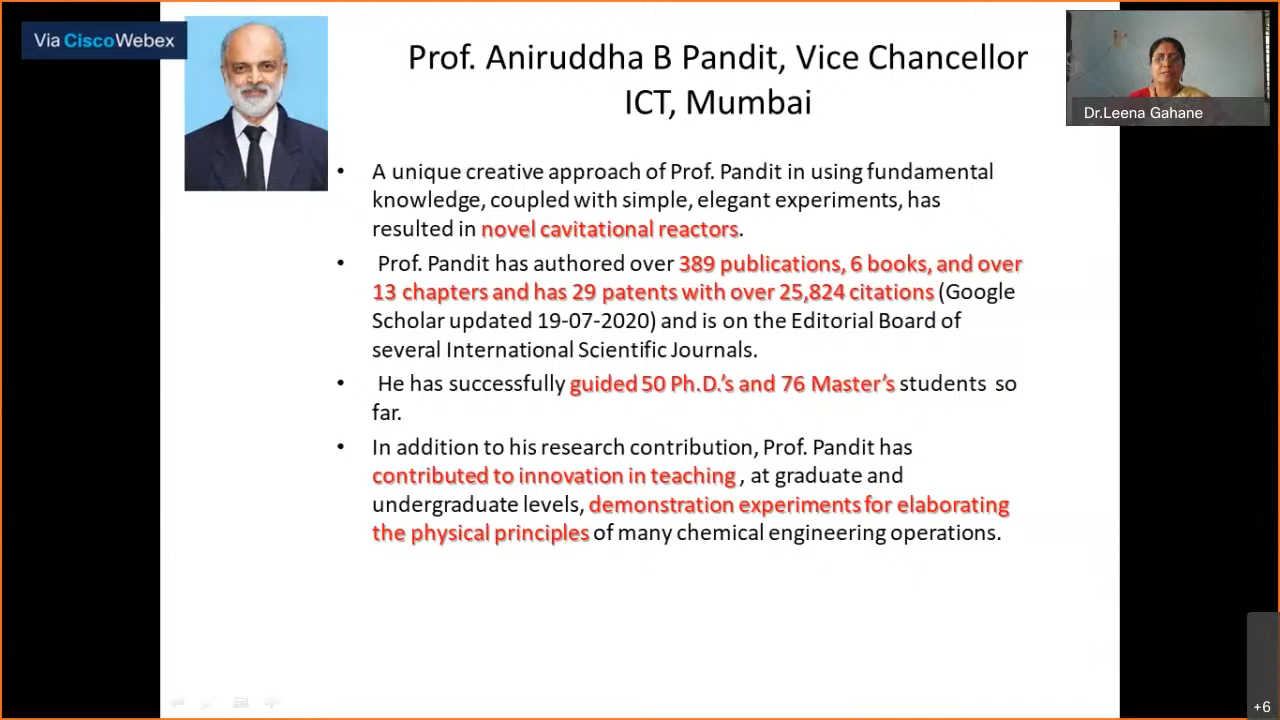 Via CiscoWebex
Prof. Aniruddha B Pandit, Vice Chancellor
ICT, Mumbai
Dr.Leena Gahane
• A unique creative approach of Prof. Pandit in using fundamental
knowledge, coupled with simple, elegant experiments, has
resulted in novel cavitational reactors.
• Prof. Pandit has authored over 389 publications, 6 books, and over
13 chapters and has 29 patents with over 25,824 citations (Google
Scholar updated 19-07-2020) and is on the Editorial Board of
several International Scientific Journals.
• He has successfully guided 50 Ph.D.’s and 76 Master’s students so
far.
• In addition to his research contribution, Prof. Pandit has
contributed to innovation in teaching , at graduate and
undergraduate levels, demonstration experiments for elaborating
the physical principles of many chemical engineering operations.
+6